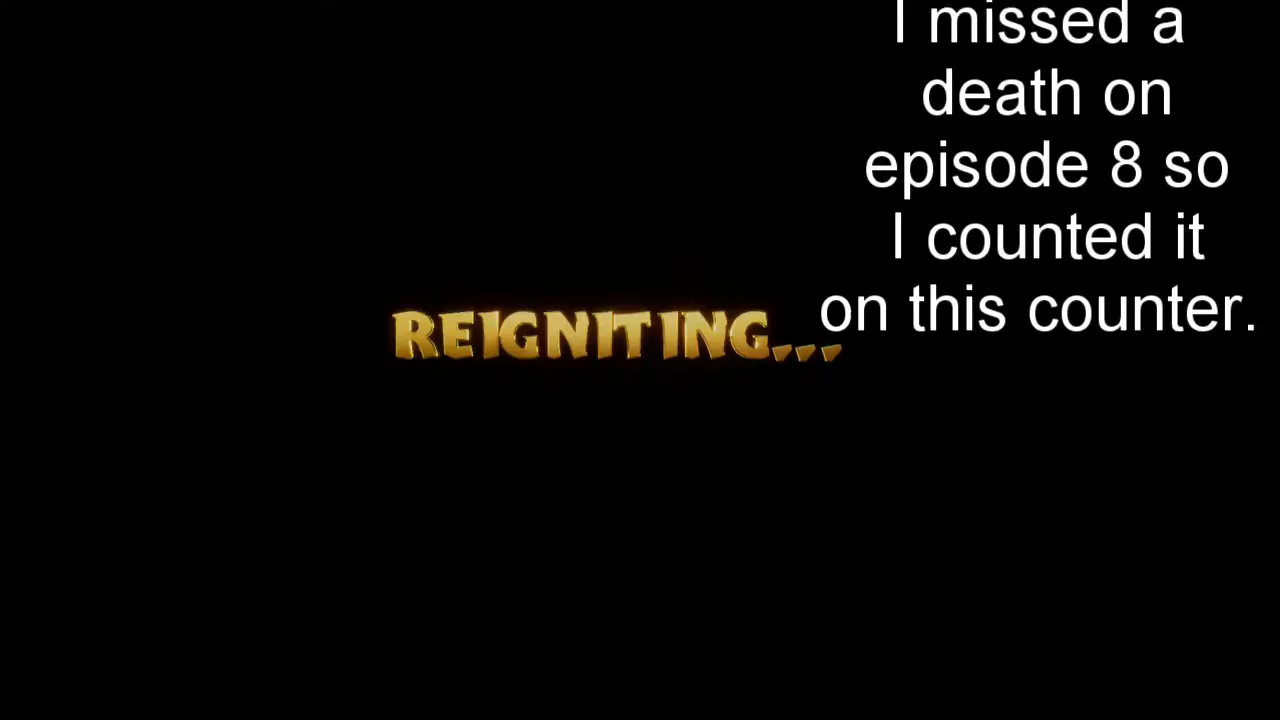 I missed a
death on
episode 8 so
I counted it
on this counter.
REIGNITING...